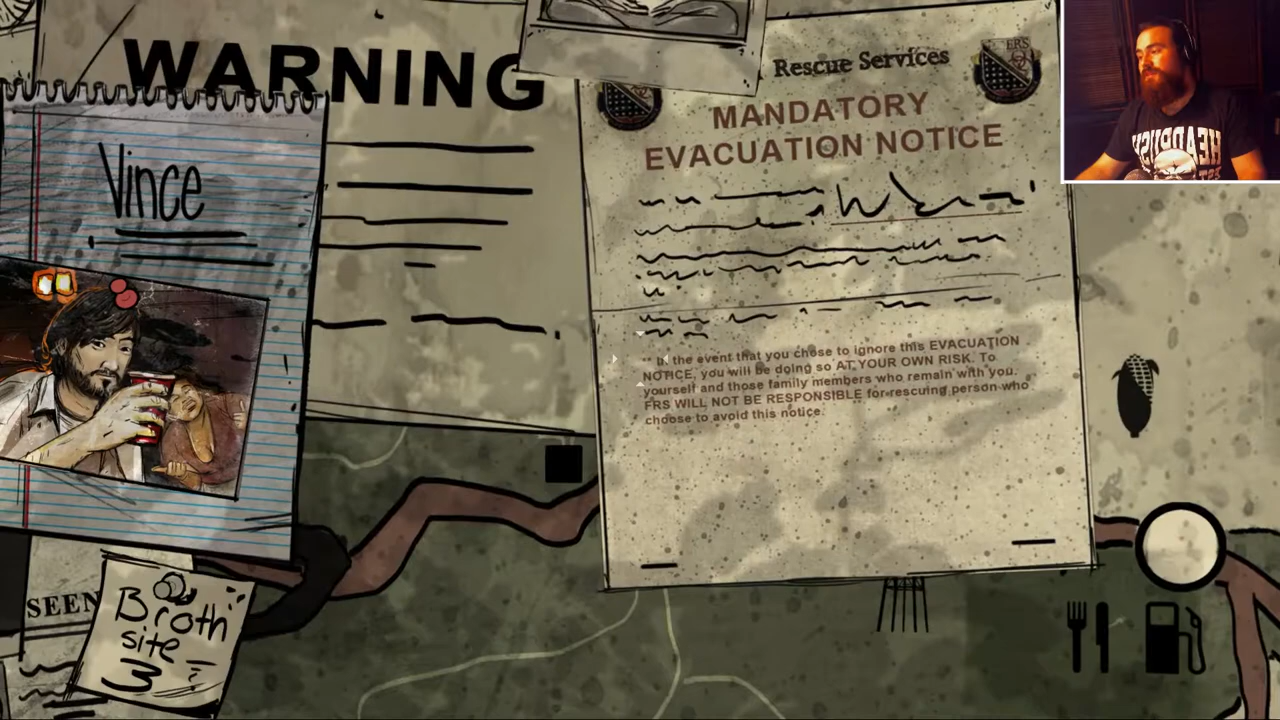 WARNING
Vince
SEEN
Broth
site
3
Rescue Services
ERS
MANDATORY
EVACUATION NOTICE
** In the event that you chose to ignore this EVACUATION
NOTICE, you will be doing so AT YOUR OWN RISK. To
yourself and those family members who remain with you.
FRS WILL NOT BE RESPONSIBLE for rescuing person who
choose to avoid this notice.
HEADRUSH